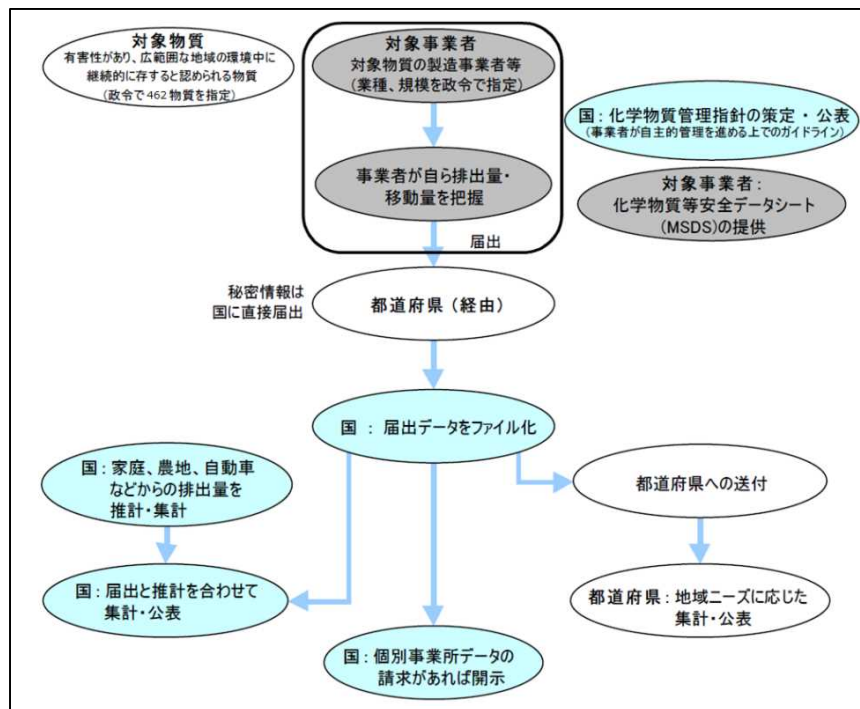 対象物質
有害性があり、広範囲な地域の環境中に
継続的に存すると認められる物質
(政令で462物質を指定)
対象事業者
対象物質の製造事業者等
(業種、規模を政令で指定)
国:化学物質管理指針の策定・公表
(事業者が自主的管理を進める上でのガイドライン)
事業者が自ら排出量・
移動量を把握
対象事業者:
化学物質等安全データシート
(MSDS)の提供
届出
秘密情報は
国に直接届出
都道府県(経由)
国 : 届出データをファイル化
国:家庭、農地、自動車
などからの排出量を
推計・集計
都道府県への送付
国:届出と推計を合わせて
集計・公表
都道府県:地域ニーズに応じた
集計・公表
国:個別事業所データの
請求があれば開示